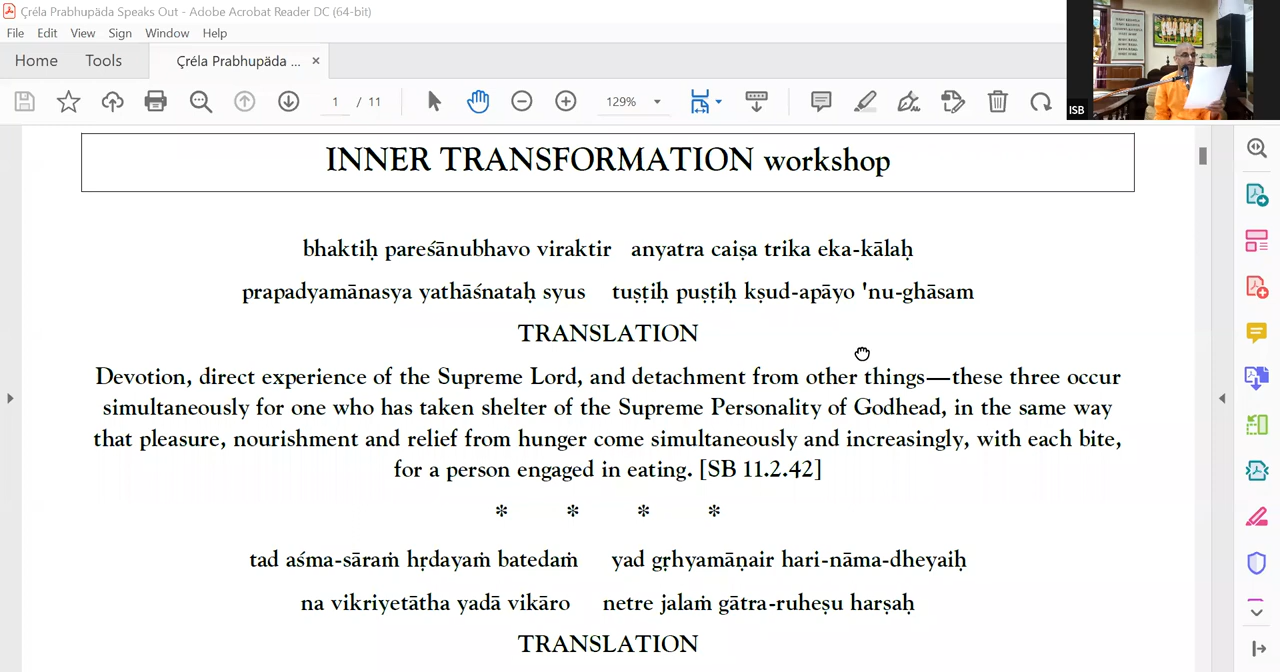 Çréla Prabhupäda Speaks Out - Adobe Acrobat Reader DC (64-bit)
File Edit View Sign Window Help
Home Tools Çréla Prabhupäda ... ×
1 / 11 129%
ISB
INNER TRANSFORMATION workshop
bhaktiḥ pareśānubhavo viraktir anyatra caiṣa trika eka-kālaḥ
prapadyamānasya yathāśnataḥ syus tuṣṭiḥ puṣṭiḥ kṣud-apāyo 'nu-ghāsam
TRANSLATION
Devotion, direct experience of the Supreme Lord, and detachment from other things—these three occur
simultaneously for one who has taken shelter of the Supreme Personality of Godhead, in the same way
that pleasure, nourishment and relief from hunger come simultaneously and increasingly, with each bite,
for a person engaged in eating. [SB 11.2.42]
* * * *
tad aśma-sāraṁ hṛdayaṁ batedaṁ yad gṛhyamāṇair hari-nāma-dheyaiḥ
na vikriyetātha yadā vikāro netre jalaṁ gātra-ruheṣu harṣaḥ
TRANSLATION